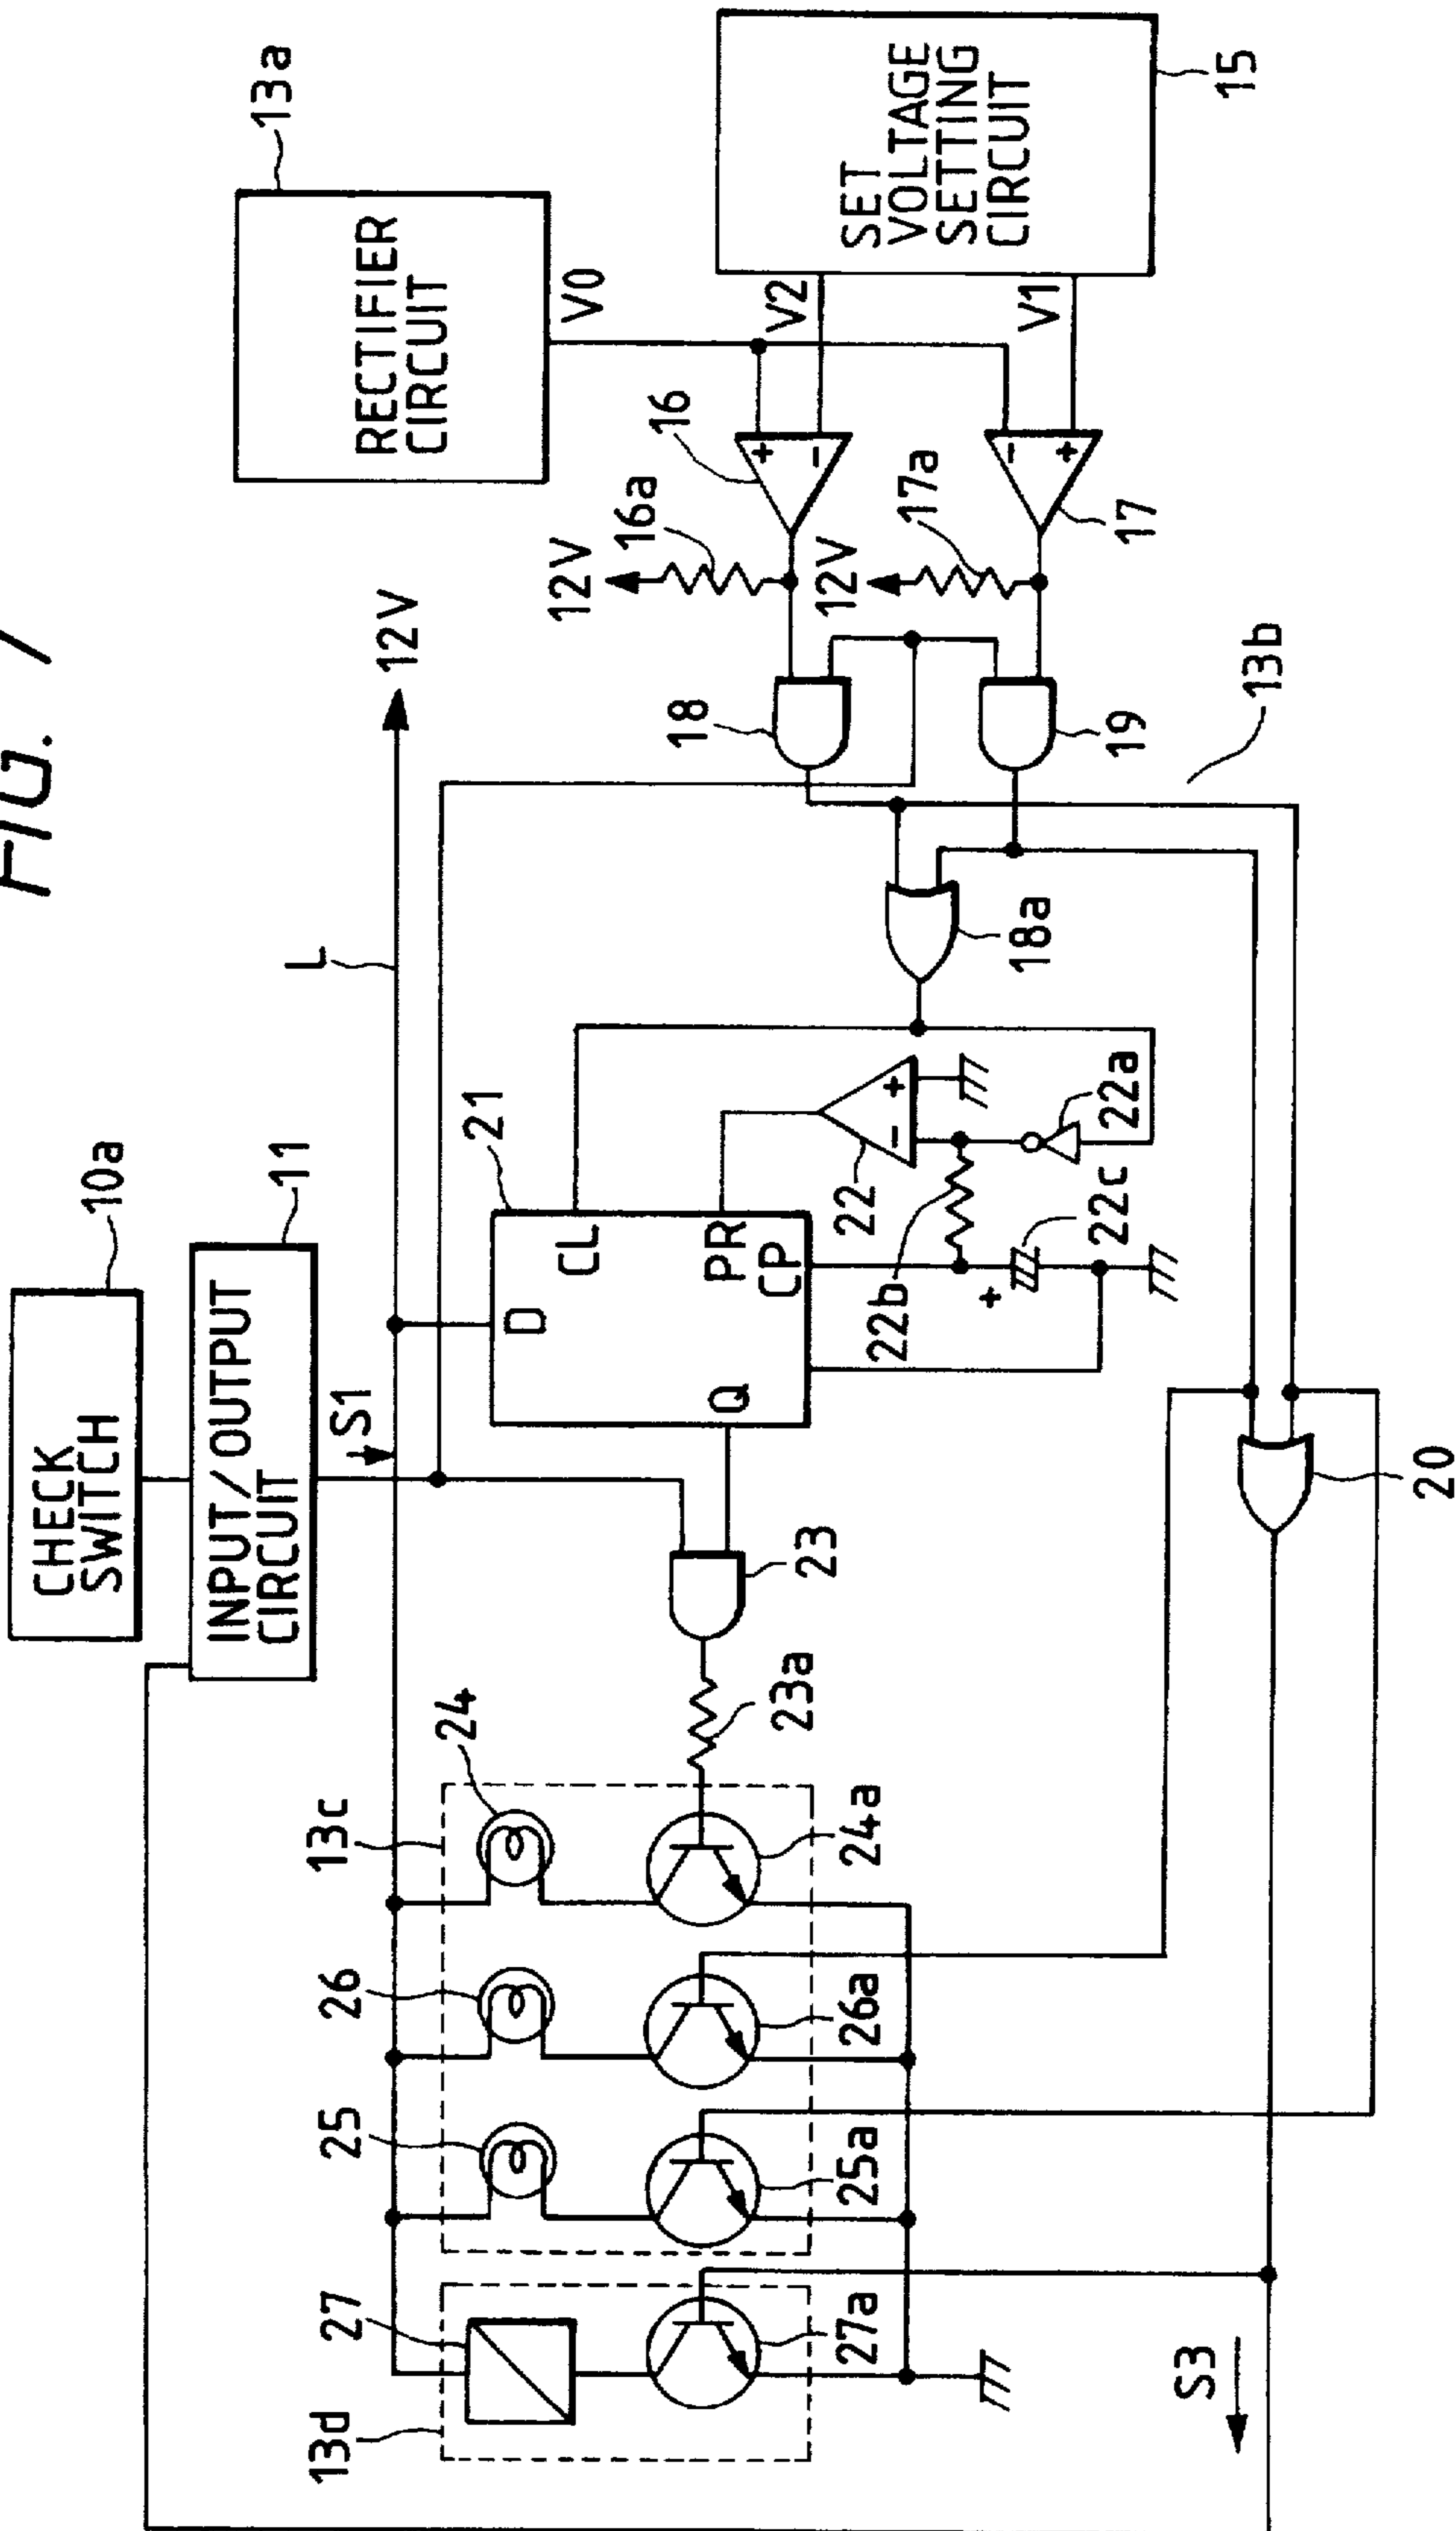 FIG. 7
CHECK
SWITCH
10a
INPUT/OUTPUT
CIRCUIT
11
S1
L
12V
RECTIFIER
CIRCUIT
13a
V0
SET
VOLTAGE
SETTING
CIRCUIT
15
V2
V1
+
-
16
16a
12V
-
+
17
17a
12V
18
19
13b
18a
20
21
D
CL
PR
CP
Q
22
-
+
22a
22b
22c
+
23
23a
13c
24
24a
26
26a
25
25a
13d
27
27a
S3